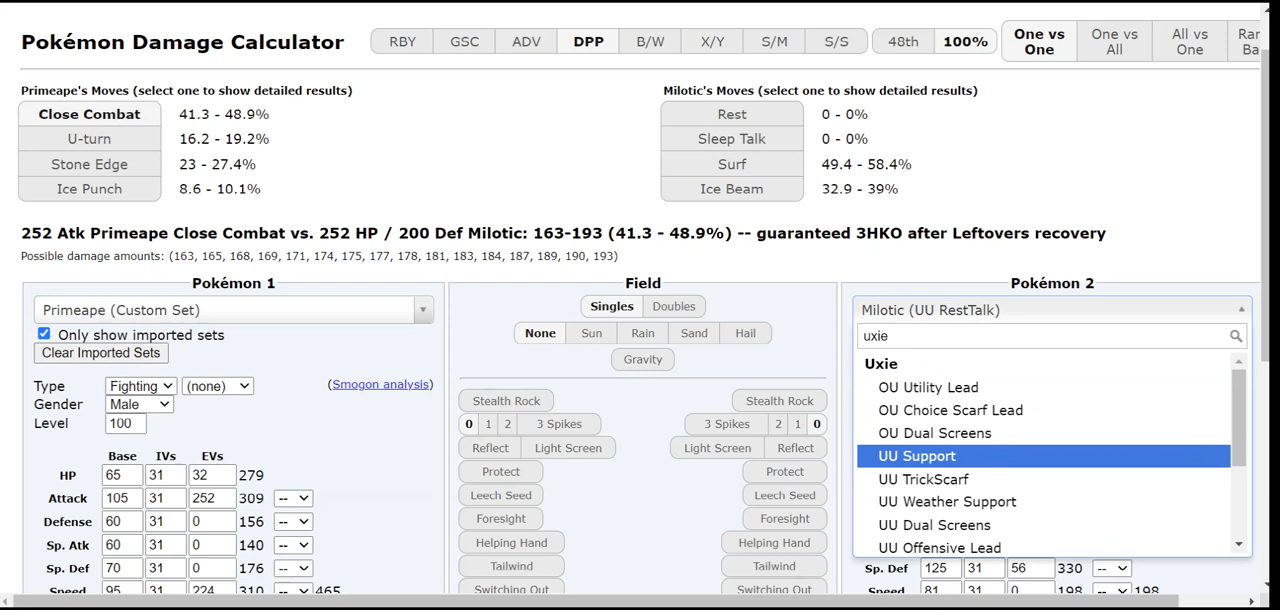 Pokémon Damage Calculator RBY GSC ADV DPP B/W X/Y S/M S/S 48th 100% One vs One One vs All All vs One
Primeape's Moves (select one to show detailed results)
Close Combat 41.3 - 48.9%
U-turn 16.2 - 19.2%
Stone Edge 23 - 27.4%
Ice Punch 8.6 - 10.1%
Milotic's Moves (select one to show detailed results)
Rest 0 - 0%
Sleep Talk 0 - 0%
Surf 49.4 - 58.4%
Ice Beam 32.9 - 39%
252 Atk Primeape Close Combat vs. 252 HP / 200 Def Milotic: 163-193 (41.3 - 48.9%) -- guaranteed 3HKO after Leftovers recovery
Possible damage amounts: (163, 165, 168, 169, 171, 174, 175, 177, 178, 181, 183, 184, 187, 189, 190, 193)
Pokémon 1
Primeape (Custom Set)
Only show imported sets
Clear Imported Sets
Type Fighting (none) (Smogon analysis)
Gender Male
Level 100
Base IVs EVs
HP 65 31 32 279
Attack 105 31 252 309 --
Defense 60 31 0 156 --
Sp. Atk 60 31 0 140 --
Sp. Def 70 31 0 176 --
Speed 95 31 224 310 -- 465
Field
Singles Doubles
None Sun Rain Sand Hail
Gravity
Stealth Rock Stealth Rock
0 1 2 3 Spikes 3 Spikes 2 1 0
Reflect Light Screen Light Screen Reflect
Protect Protect
Leech Seed Leech Seed
Foresight Foresight
Helping Hand Helping Hand
Tailwind Tailwind
Switching Out Switching Out
Pokémon 2
Milotic (UU RestTalk)
uxie
Uxie
OU Utility Lead
OU Choice Scarf Lead
OU Dual Screens
UU Support
UU TrickScarf
UU Weather Support
UU Dual Screens
UU Offensive Lead
Sp. Def 125 31 56 330 --
Speed 81 31 0 198 -- 198